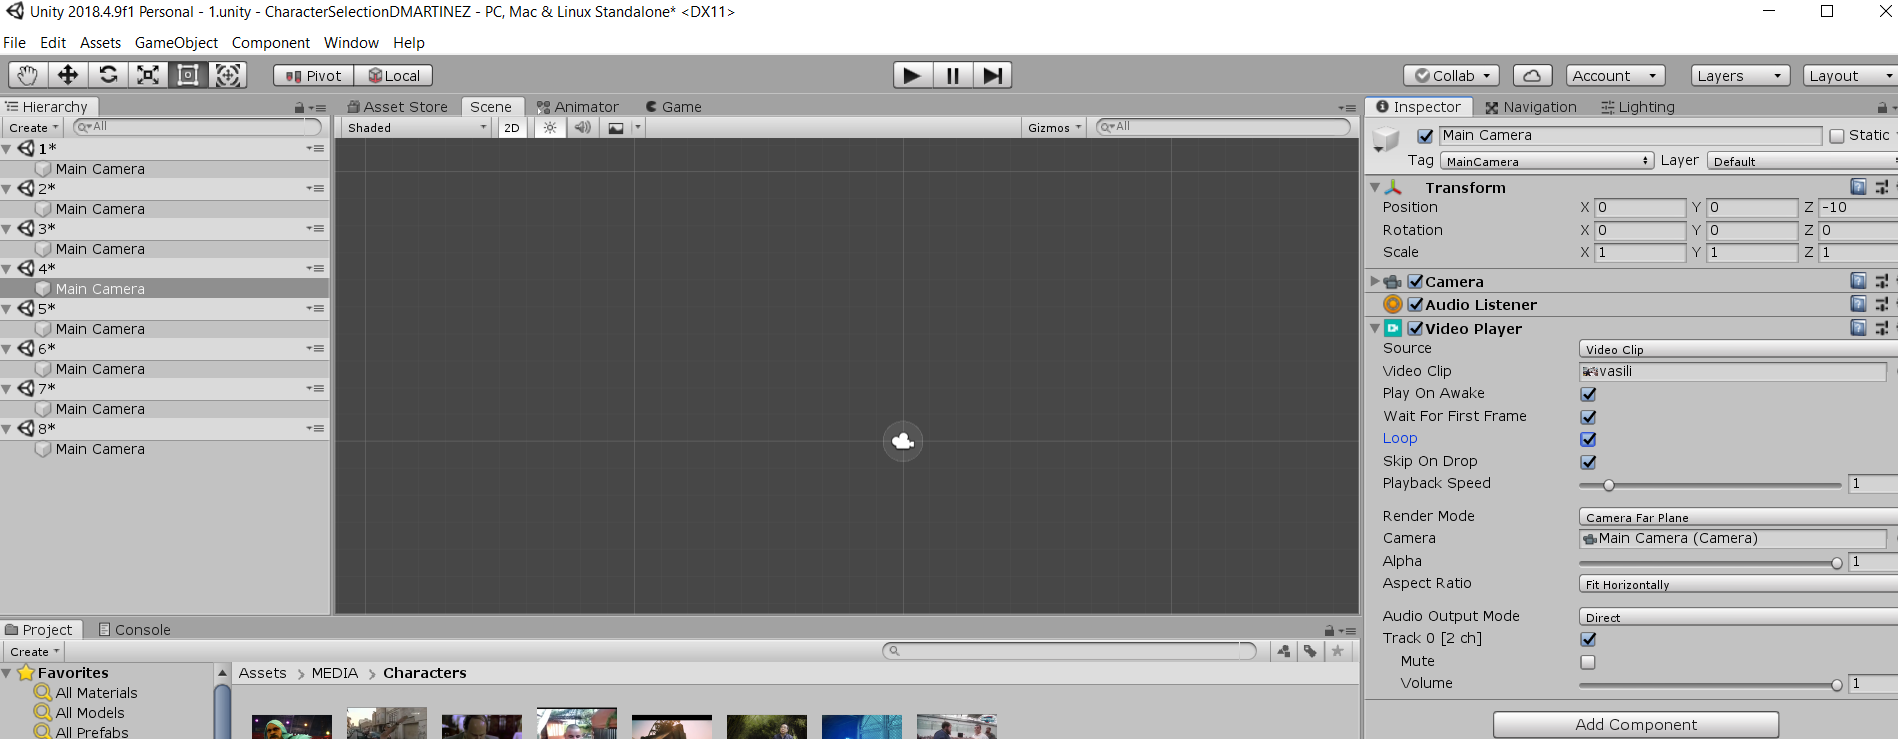 Unity 2018.4.9f1 Personal - 1.unity - CharacterSelectionDMARTINEZ - PC, Mac & Linux Standalone* <DX11>
File Edit Assets GameObject Component Window Help
Pivot Local Collab Account Layers Layout
Hierarchy
Create All
1*
Main Camera
2*
Main Camera
3*
Main Camera
4*
Main Camera
5*
Main Camera
6*
Main Camera
7*
Main Camera
8*
Main Camera
Asset Store Scene Animator Game
Shaded 2D Gizmos All
Project Console
Create
Favorites
All Materials
All Models
All Prefabs
Assets MEDIA Characters
Inspector Navigation Lighting
Main Camera Static
Tag MainCamera Layer Default
Transform
Position X 0 Y 0 Z -10
Rotation X 0 Y 0 Z 0
Scale X 1 Y 1 Z 1
Camera
Audio Listener
Video Player
Source Video Clip
Video Clip vasili
Play On Awake
Wait For First Frame
Loop
Skip On Drop
Playback Speed 1
Render Mode Camera Far Plane
Camera Main Camera (Camera)
Alpha 1
Aspect Ratio Fit Horizontally
Audio Output Mode Direct
Track 0 [2 ch]
Mute
Volume 1
Add Component